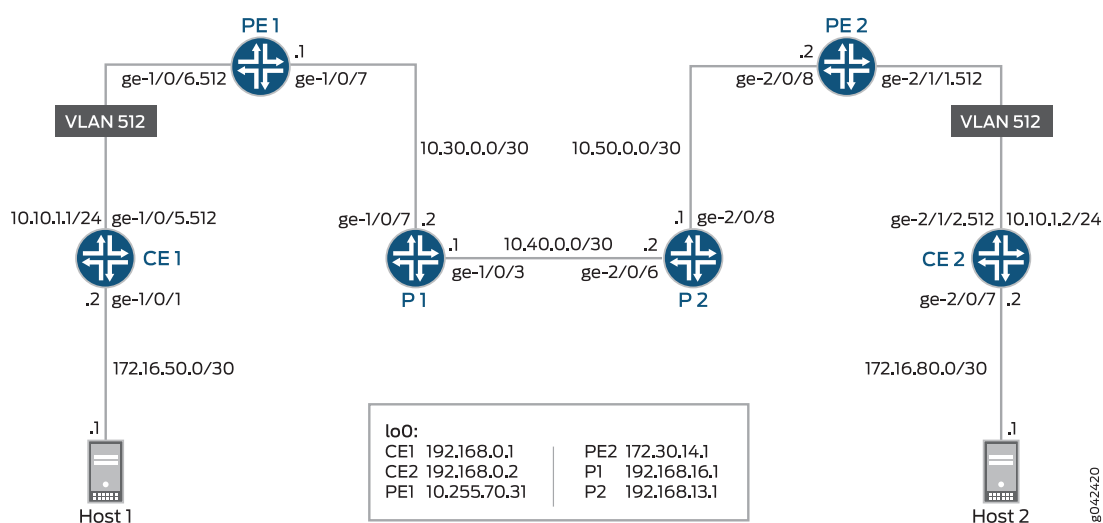 PE 1
PE 2
.1
.2
ge-1/0/6.512
ge-1/0/7
ge-2/0/8
ge-2/1/1.512
VLAN 512
VLAN 512
10.30.0.0/30
10.50.0.0/30
10.10.1.1/24
ge-1/0/5.512
ge-1/0/7
.2
.1
ge-2/0/8
ge-2/1/2.512
10.10.1.2/24
CE 1
.1
10.40.0.0/30
.2
CE 2
ge-1/0/3
ge-2/0/6
.2
ge-1/0/1
P 1
P 2
ge-2/0/7
.2
172.16.50.0/30
172.16.80.0/30
lo0:
CE1 192.168.0.1
CE2 192.168.0.2
PE1 10.255.70.31
PE2 172.30.14.1
P1 192.168.16.1
P2 192.168.13.1
.1
.1
Host 1
Host 2
g042420